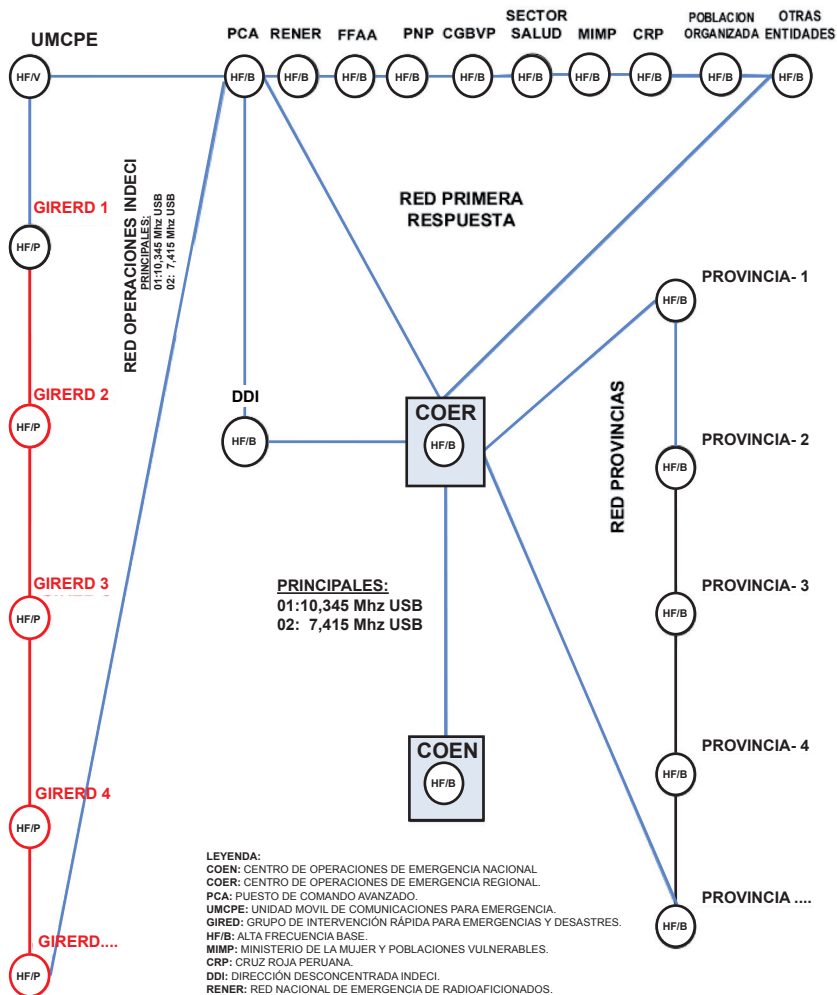 UMCPE
PCA RENER FFAA PNP CGBVP SECTOR SALUD MIMP CRP POBLACION ORGANIZADA OTRAS ENTIDADES
HF/V HF/B HF/B HF/B HF/B HF/B HF/B HF/B HF/B HF/B HF/B
RED OPERACIONES INDECI
PRINCIPALES:
01:10,345 Mhz USB
02: 7,415 Mhz USB
RED PRIMERA
RESPUESTA
GIRERD 1
HF/P
GIRERD 2
HF/P
GIRERD 3
HF/P
GIRERD 4
HF/P
GIRERD....
HF/P
DDI
HF/B
COER
HF/B
PRINCIPALES:
01:10,345 Mhz USB
02: 7,415 Mhz USB
COEN
HF/B
RED PROVINCIAS
PROVINCIA- 1
HF/B
PROVINCIA- 2
HF/B
PROVINCIA- 3
HF/B
PROVINCIA- 4
HF/B
PROVINCIA ....
HF/B
LEYENDA:
COEN: CENTRO DE OPERACIONES DE EMERGENCIA NACIONAL
COER: CENTRO DE OPERACIONES DE EMERGENCIA REGIONAL.
PCA: PUESTO DE COMANDO AVANZADO.
UMCPE: UNIDAD MOVIL DE COMUNICACIONES PARA EMERGENCIA.
GIRED: GRUPO DE INTERVENCIÓN RÁPIDA PARA EMERGENCIAS Y DESASTRES.
HF/B: ALTA FRECUENCIA BASE.
MIMP: MINISTERIO DE LA MUJER Y POBLACIONES VULNERABLES.
CRP: CRUZ ROJA PERUANA.
DDI: DIRECCIÓN DESCONCENTRADA INDECI.
RENER: RED NACIONAL DE EMERGENCIA DE RADIOAFICIONADOS.